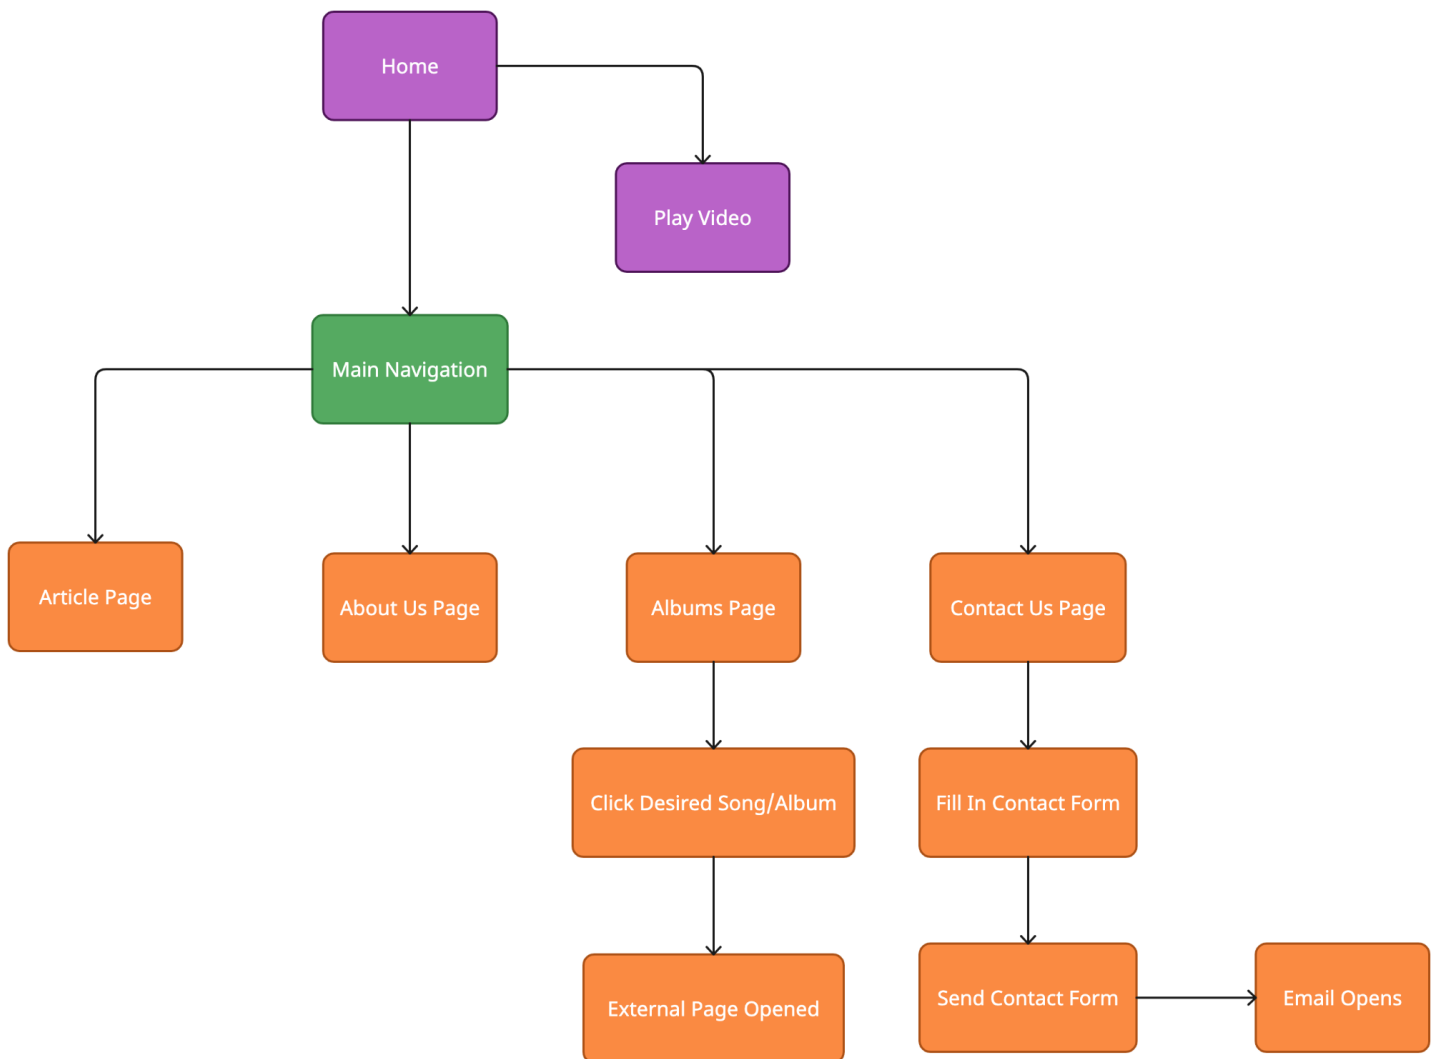 Home
Play Video
Main Navigation
Article Page
About Us Page
Albums Page
Contact Us Page
Click Desired Song/Album
Fill In Contact Form
External Page Opened
Send Contact Form
Email Opens